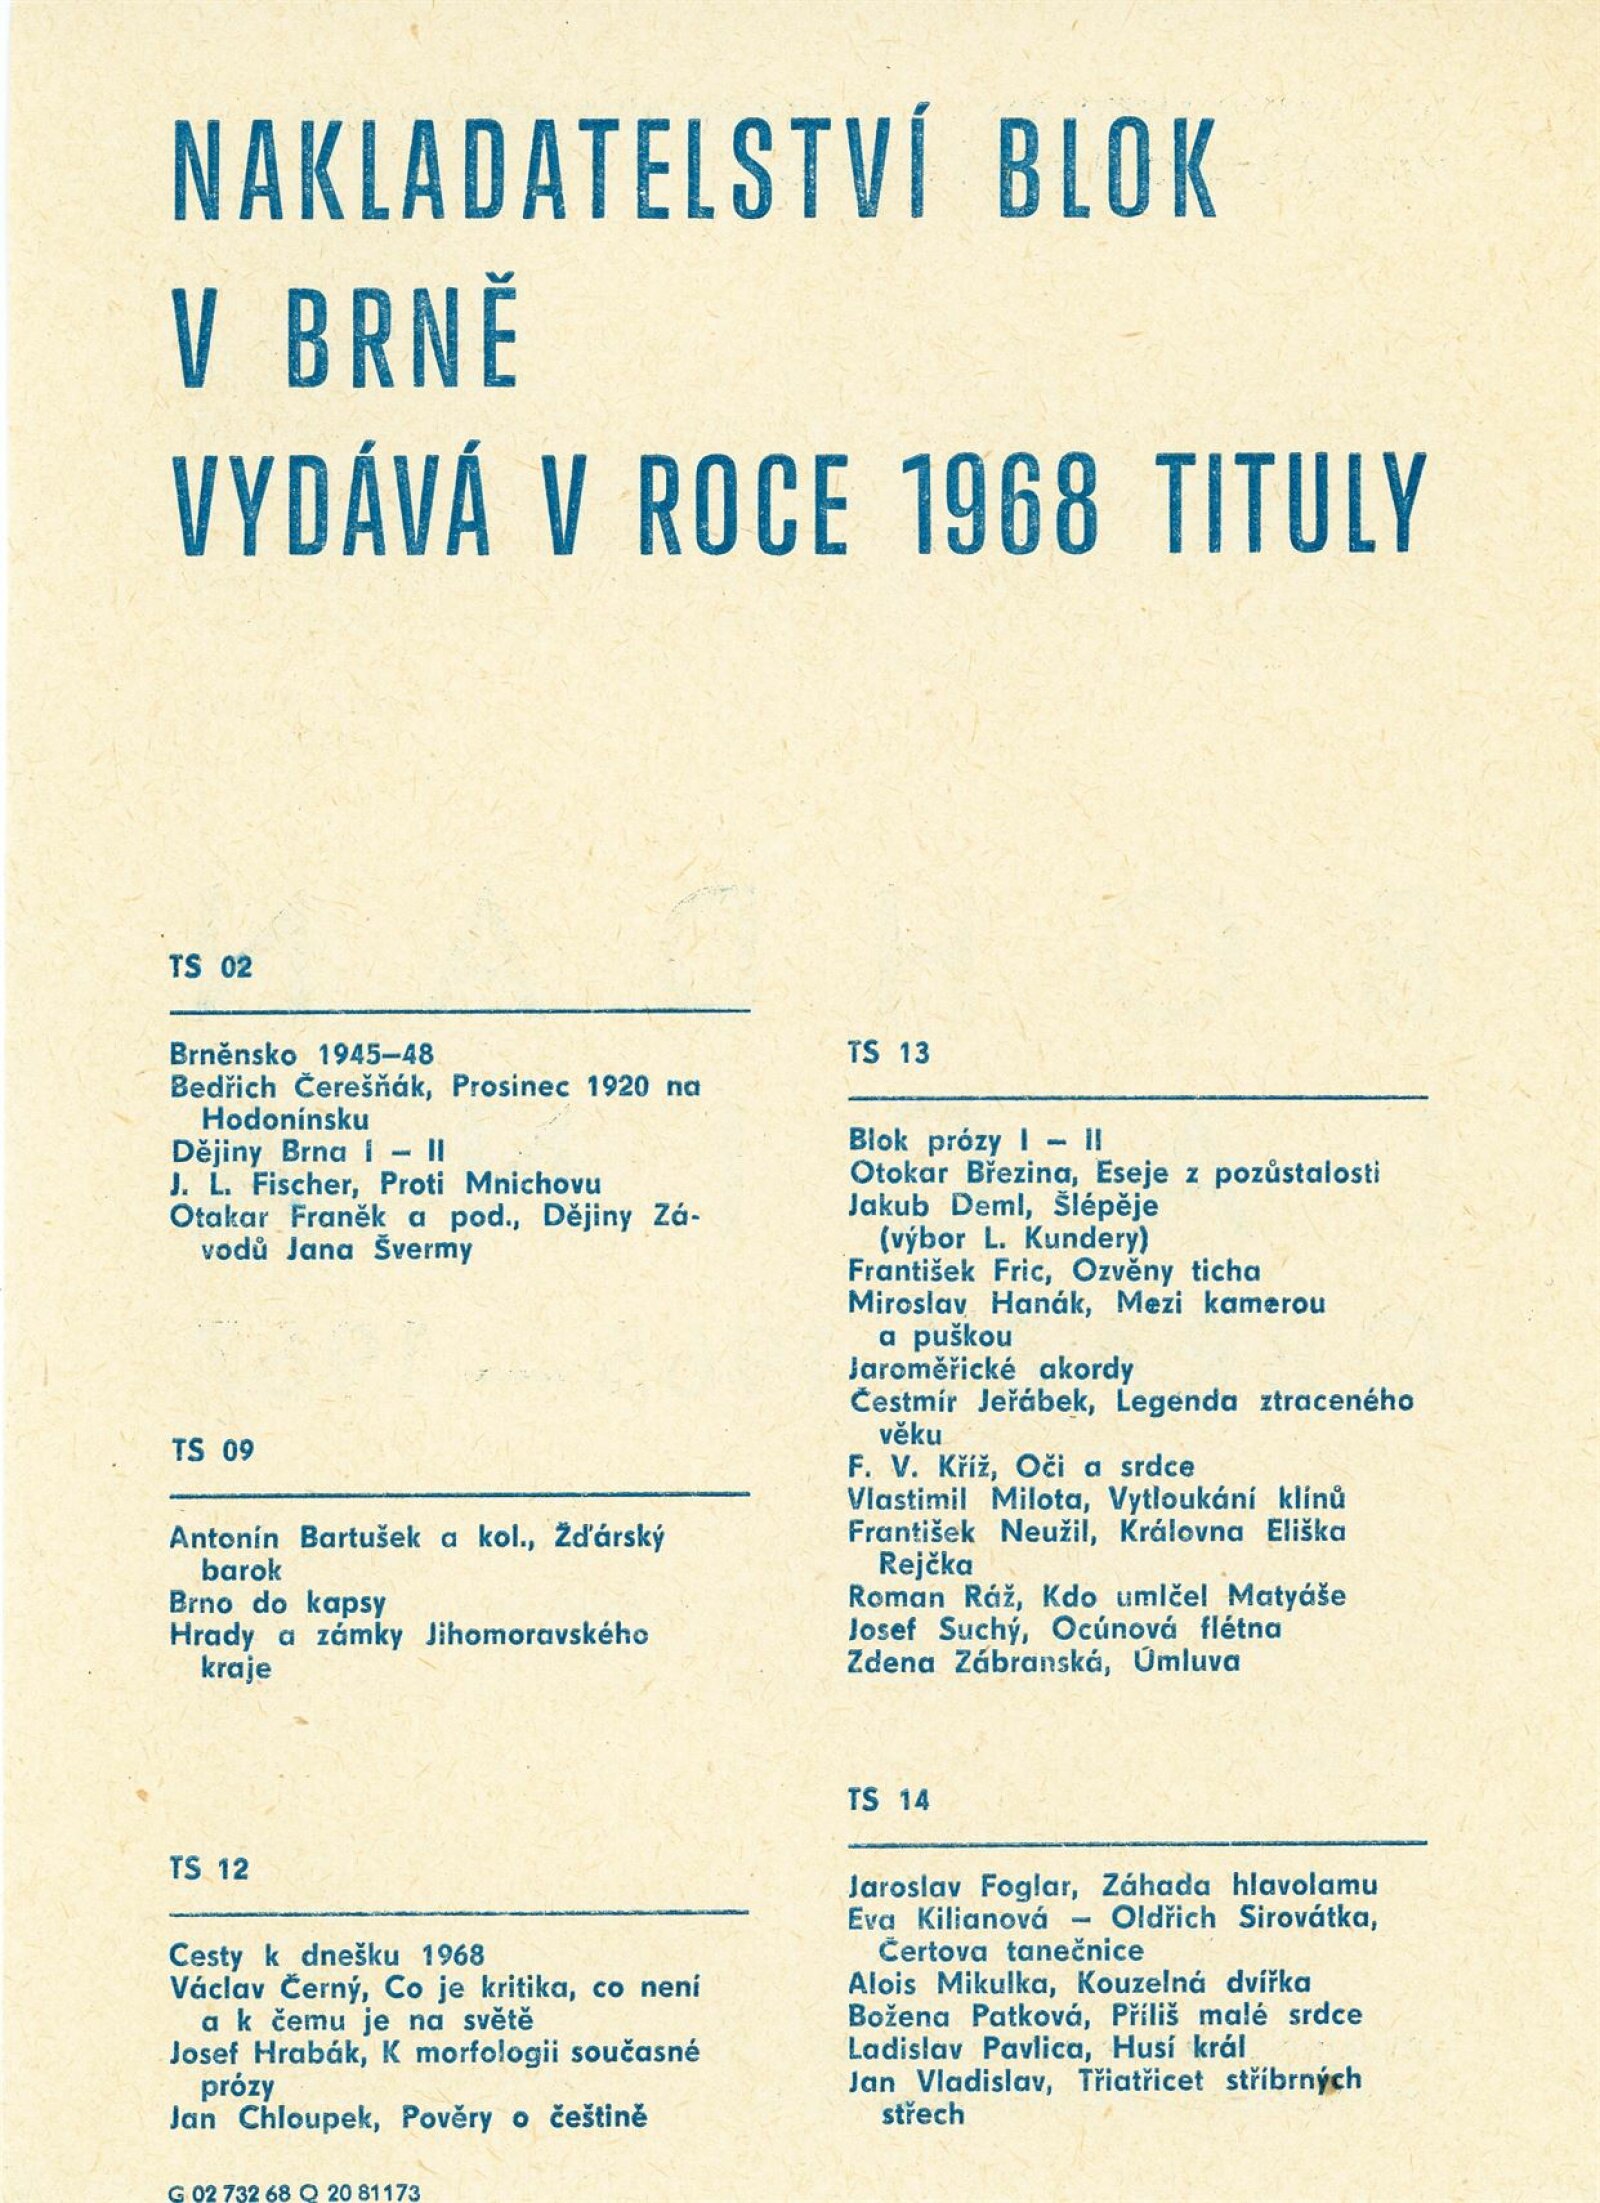 NAKLADATELSTVÍ BLOK
V BRNĚ
VYDÁVÁ V ROCE 1968 TITULY
TS 02
Brněnsko 1945–48
Bedřich Čerešňák, Prosinec 1920 na
Hodonínsku
Dějiny Brna I – II
J. L. Fischer, Proti Mnichovu
Otakar Franěk a pod., Dějiny Zá-
vodů Jana Švermy
TS 09
Antonín Bartušek a kol., Žďárský
barok
Brno do kapsy
Hrady a zámky Jihomoravského
kraje
TS 12
Cesty k dnešku 1968
Václav Černý, Co je kritika, co není
a k čemu je na světě
Josef Hrabák, K morfologii současné
prózy
Jan Chloupek, Pověry o češtině
G 02 732 68 Q 20 81173
TS 13
Blok prózy I – II
Otokar Březina, Eseje z pozůstalosti
Jakub Deml, Šlépěje
(výbor L. Kundery)
František Fric, Ozvěny ticha
Miroslav Hanák, Mezi kamerou
a puškou
Jaroměřické akordy
Čestmír Jeřábek, Legenda ztraceného
věku
F. V. Kříž, Oči a srdce
Vlastimil Milota, Vytloukání klínů
František Neužil, Královna Eliška
Rejčka
Roman Ráž, Kdo umlčel Matyáše
Josef Suchý, Ocúnová flétna
Zdena Zábranská, Úmluva
TS 14
Jaroslav Foglar, Záhada hlavolamu
Eva Kilianová – Oldřich Sirovátka,
Čertova tanečnice
Alois Mikulka, Kouzelná dvířka
Božena Patková, Příliš malé srdce
Ladislav Pavlica, Husí král
Jan Vladislav, Třiatřicet stříbrných
střech